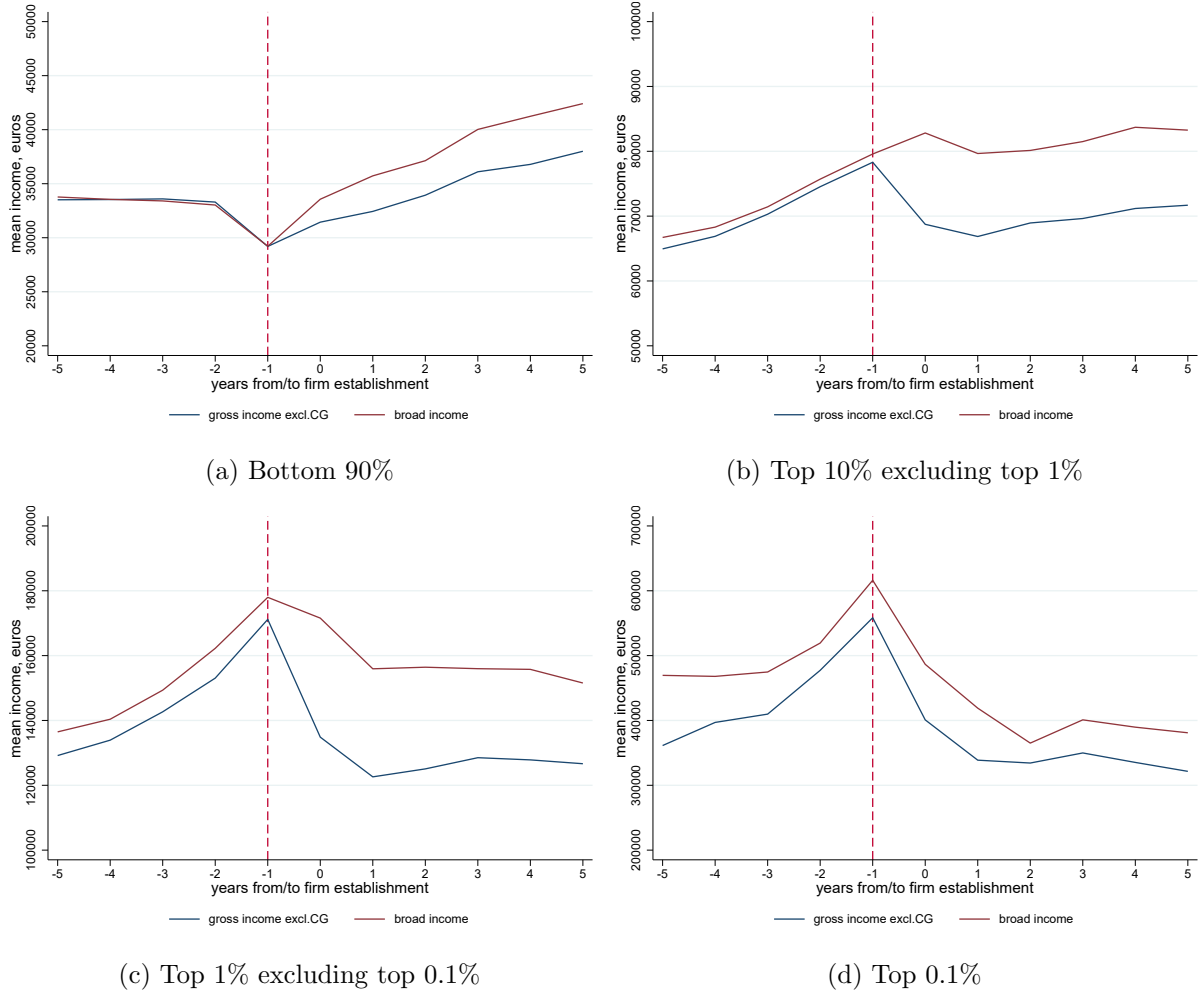 mean income, euros
50000
45000
40000
35000
30000
25000
20000
-5 -4 -3 -2 -1 0 1 2 3 4 5
years from/to firm establishment
gross income excl.CG broad income
(a) Bottom 90%
mean income, euros
100000
90000
80000
70000
60000
50000
-5 -4 -3 -2 -1 0 1 2 3 4 5
years from/to firm establishment
gross income excl.CG broad income
(b) Top 10% excluding top 1%
mean income, euros
200000
180000
160000
140000
120000
100000
-5 -4 -3 -2 -1 0 1 2 3 4 5
years from/to firm establishment
gross income excl.CG broad income
(c) Top 1% excluding top 0.1%
mean income, euros
700000
600000
500000
400000
300000
200000
-5 -4 -3 -2 -1 0 1 2 3 4 5
years from/to firm establishment
gross income excl.CG broad income
(d) Top 0.1%